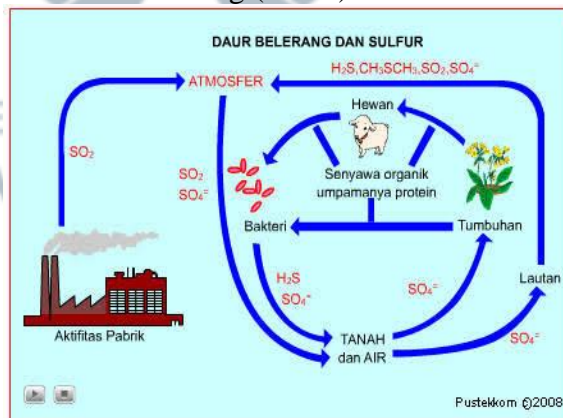 DAUR BELERANG DAN SULFUR
H₂S,CH₃SCH₃,SO₂,SO₄⁼
ATMOSFER
Hewan
SO₂
SO₂
SO₄⁼
Senyawa organik
umpamanya protein
Bakteri
Tumbuhan
H₂S
SO₄⁼
SO₄⁼
Lautan
Aktifitas Pabrik
TANAH
dan AIR
SO₄⁼
Pustekkom ©2008